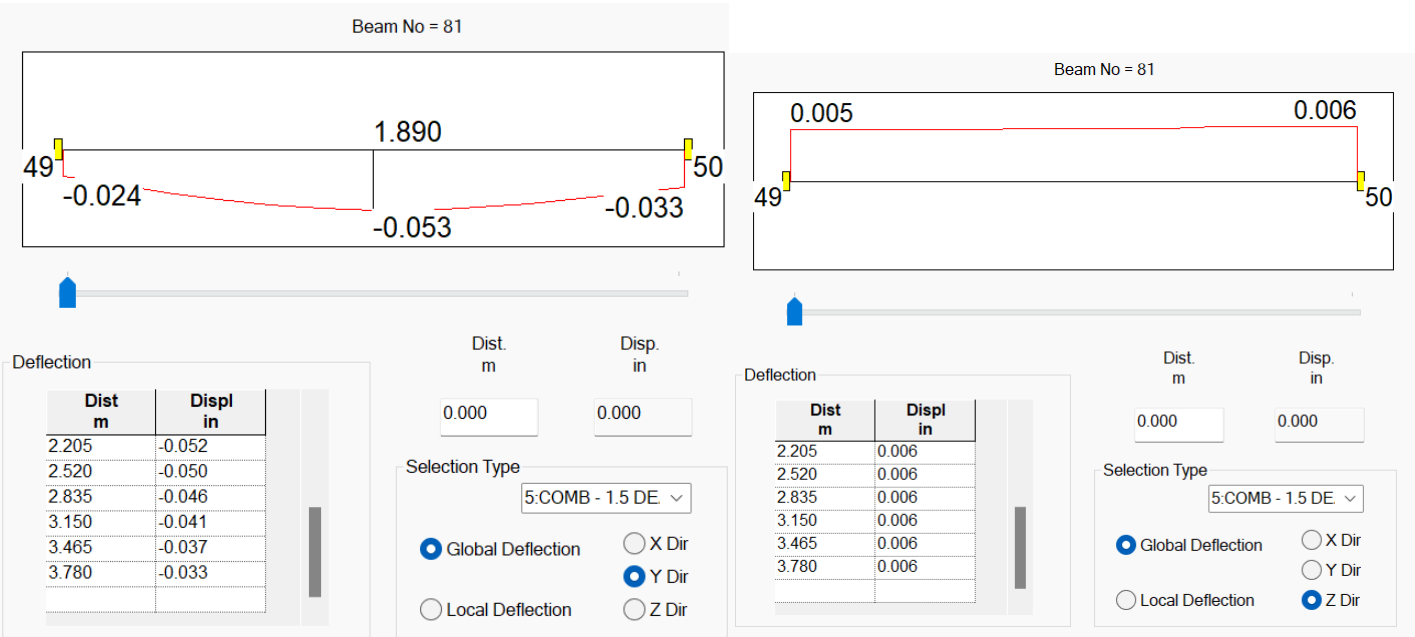 Beam No = 81
1.890
49
50
-0.024
-0.033
-0.053
Dist.
m
Disp.
in
Deflection
Dist Displ
m in
2.205 -0.052
2.520 -0.050
2.835 -0.046
3.150 -0.041
3.465 -0.037
3.780 -0.033
0.000 0.000
Selection Type
5:COMB - 1.5 DE.
Global Deflection
Local Deflection
X Dir
Y Dir
Z Dir
Beam No = 81
0.005
0.006
49
50
Dist.
m
Disp.
in
Deflection
Dist Displ
m in
2.205 0.006
2.520 0.006
2.835 0.006
3.150 0.006
3.465 0.006
3.780 0.006
0.000 0.000
Selection Type
5:COMB - 1.5 DE.
Global Deflection
Local Deflection
X Dir
Y Dir
Z Dir